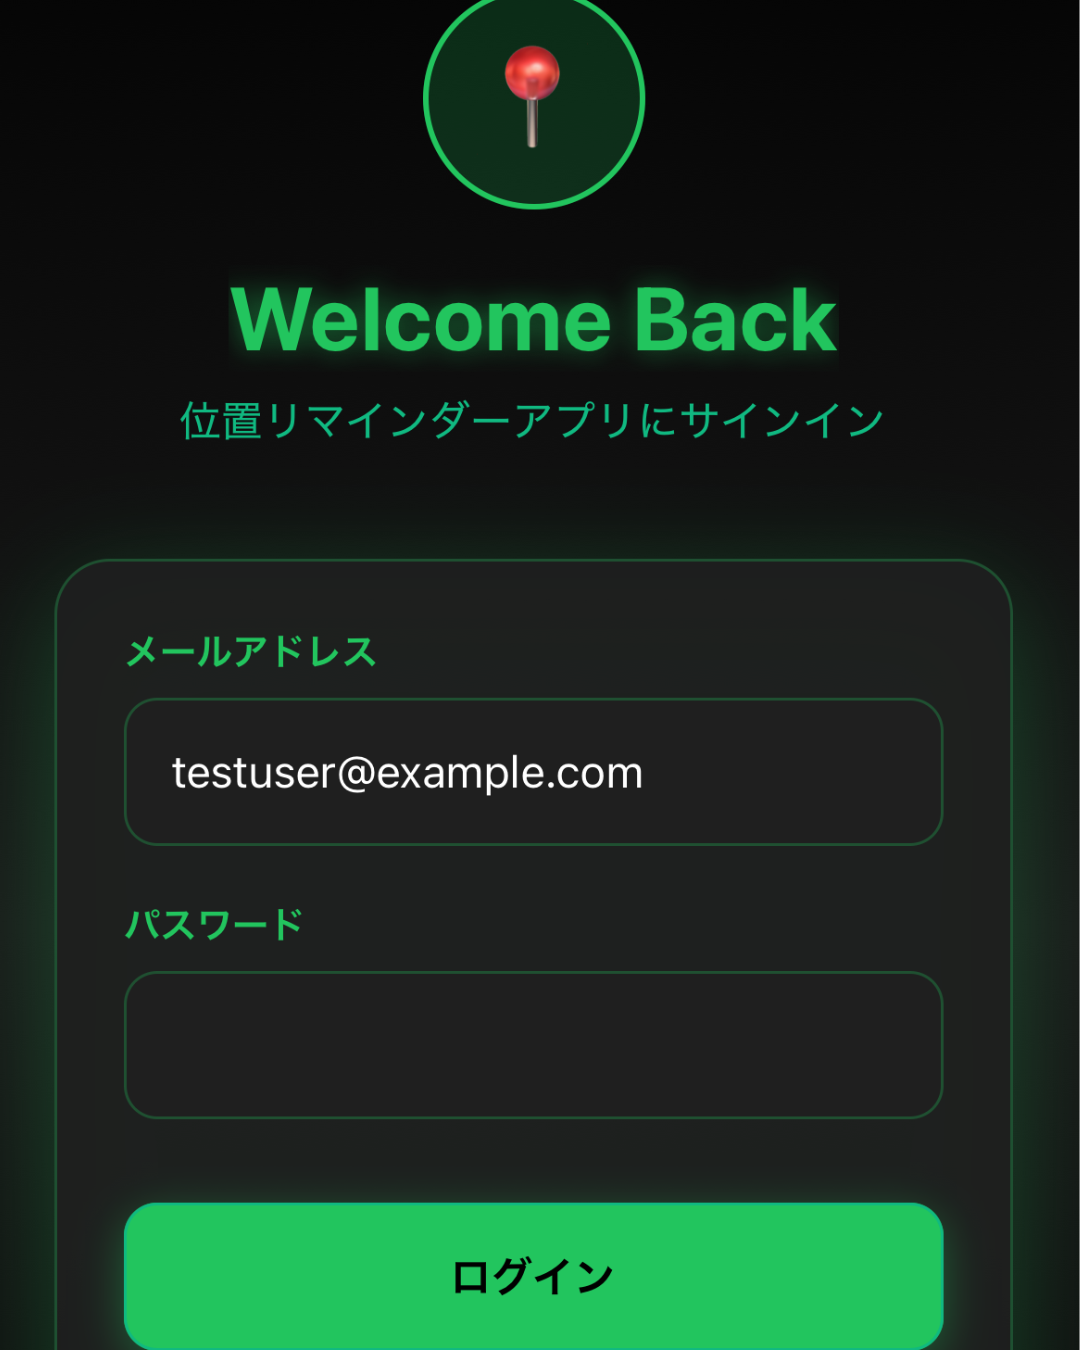 Welcome Back
位置リマインダーアプリにサインイン
メールアドレス
testuser@example.com
パスワード
ログイン